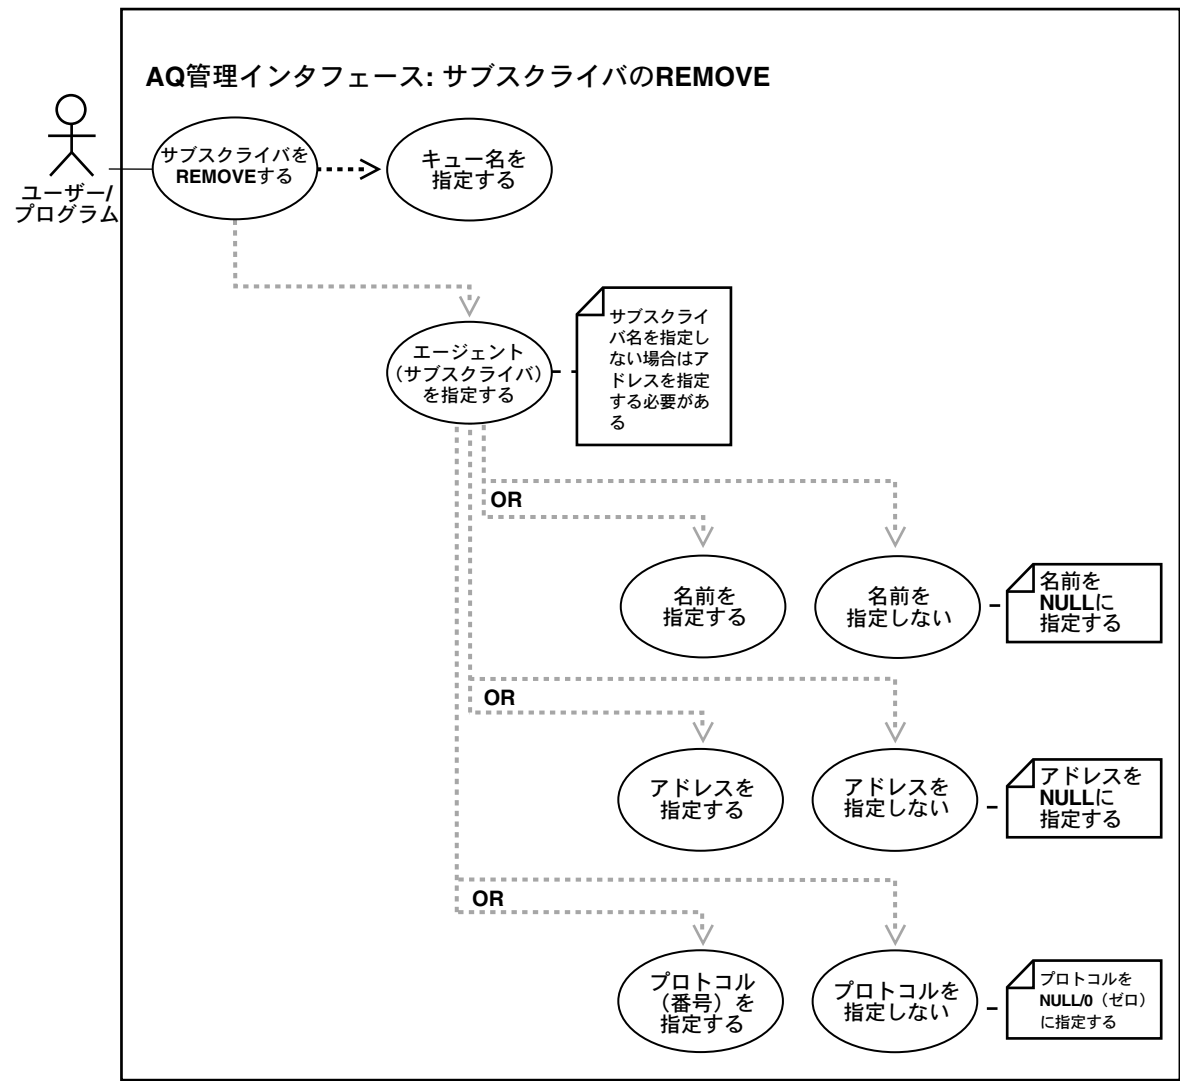 AQ管理インタフェース: サブスクライバのREMOVE
サブスクライバを
REMOVEする
キュー名を
指定する
ユーザー/
プログラム
エージェント
（サブスクライバ）
を指定する
サブスクライ
バ名を指定し
ない場合はア
ドレスを指定
する必要があ
る
OR
名前を
指定する
名前を
指定しない
名前を
NULLに
指定する
OR
アドレスを
指定する
アドレスを
指定しない
アドレスを
NULLに
指定する
OR
プロトコル
（番号）を
指定する
プロトコルを
指定しない
プロトコルを
NULL/0（ゼロ）
に指定する